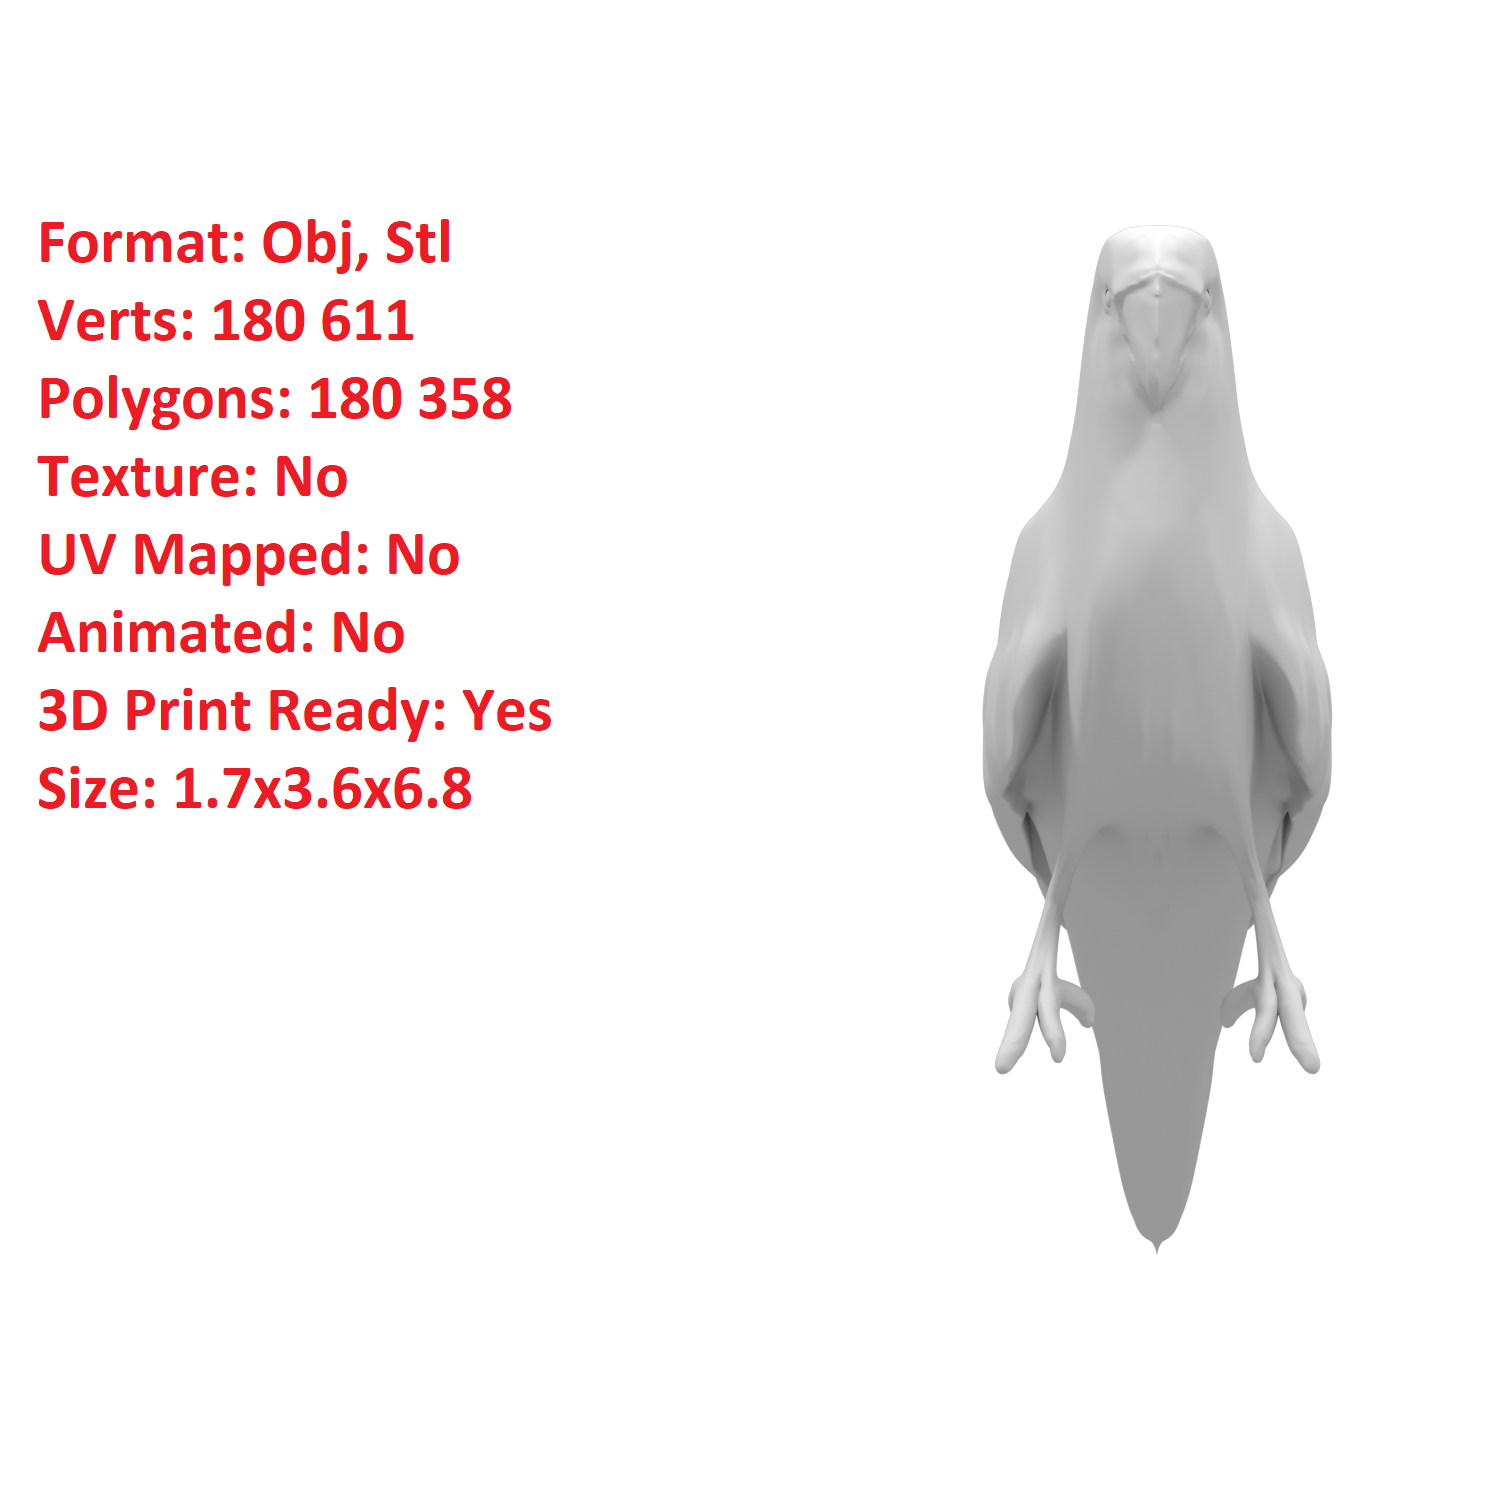 Format: Obj, Stl
Verts: 180 611
Polygons: 180 358
Texture: No
UV Mapped: No
Animated: No
3D Print Ready: Yes
Size: 1.7x3.6x6.8